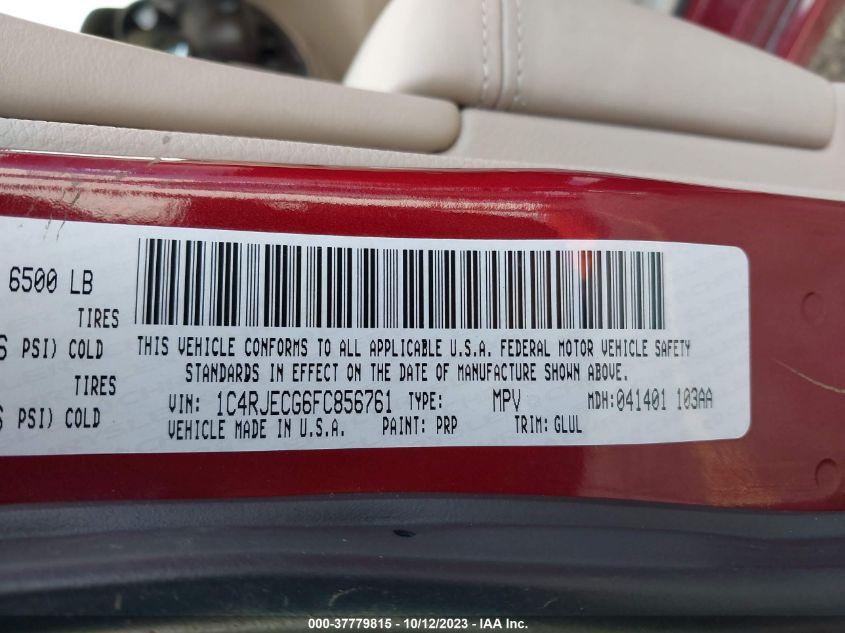 6500 LB
TIRES
PSI) COLD
TIRES
PSI) COLD
THIS VEHICLE CONFORMS TO ALL APPLICABLE U.S.A. FEDERAL MOTOR VEHICLE SAFETY
STANDARDS IN EFFECT ON THE DATE OF MANUFACTURE SHOWN ABOVE.
VIN: 1C4RJECG6FC856761 TYPE: MPV MDH: 041401 103AA
VEHICLE MADE IN U.S.A. PAINT: PRP TRIM: GLUL
000-37779815 - 10/12/2023 - IAA Inc.